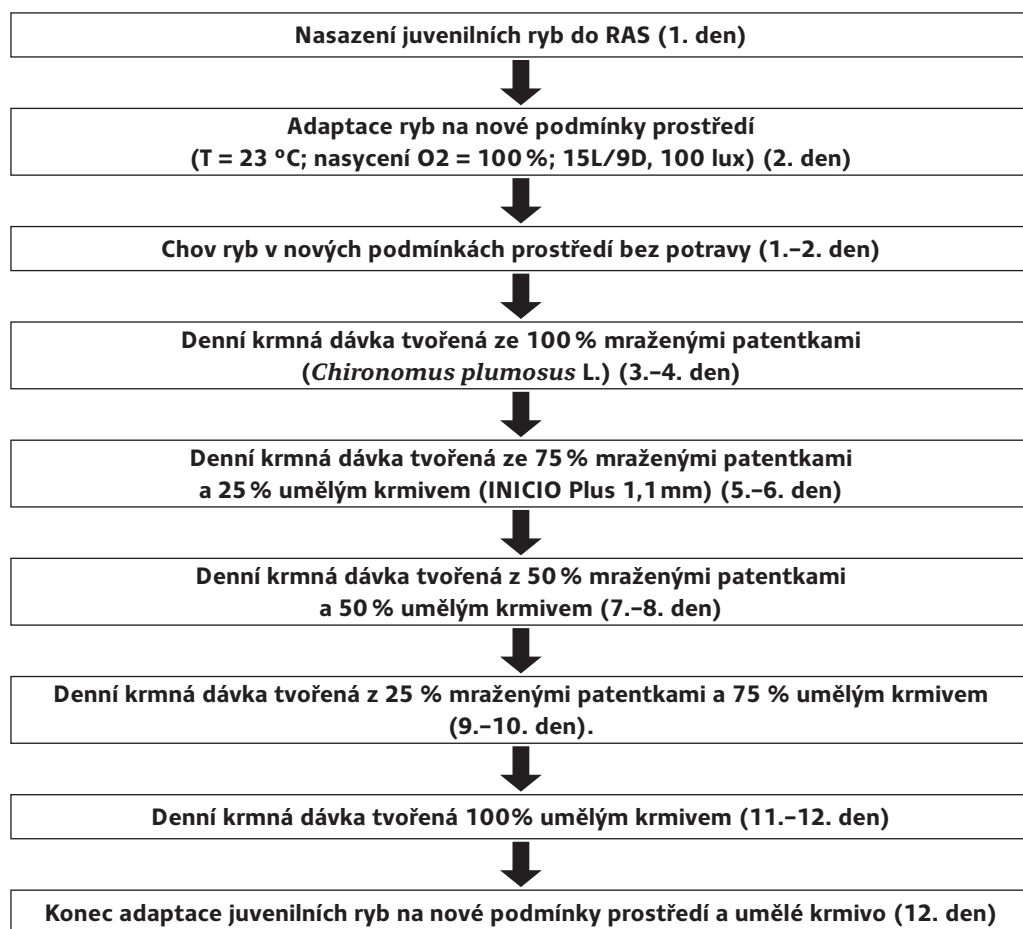 Nasazení juvenilních ryb do RAS (1. den)
Adaptace ryb na nové podmínky prostředí
(T = 23 ºC; nasycení O2 = 100 %; 15L/9D, 100 lux) (2. den)
Chov ryb v nových podmínkách prostředí bez potravy (1.–2. den)
Denní krmná dávka tvořená ze 100 % mraženými patentkami
(Chironomus plumosus L.) (3.–4. den)
Denní krmná dávka tvořená ze 75 % mraženými patentkami
a 25 % umělým krmivem (INICIO Plus 1,1 mm) (5.–6. den)
Denní krmná dávka tvořená z 50 % mraženými patentkami
a 50 % umělým krmivem (7.–8. den)
Denní krmná dávka tvořená z 25 % mraženými patentkami a 75 % umělým krmivem
(9.–10. den).
Denní krmná dávka tvořená 100% umělým krmivem (11.–12. den)
Konec adaptace juvenilních ryb na nové podmínky prostředí a umělé krmivo (12. den)